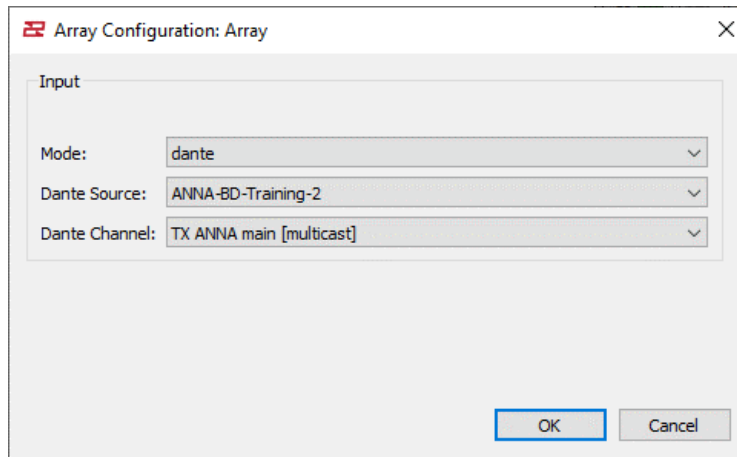 Array Configuration: Array
Input
Mode: dante
Dante Source: ANNA-BD-Training-2
Dante Channel: TX ANNA main [multicast]
OK Cancel